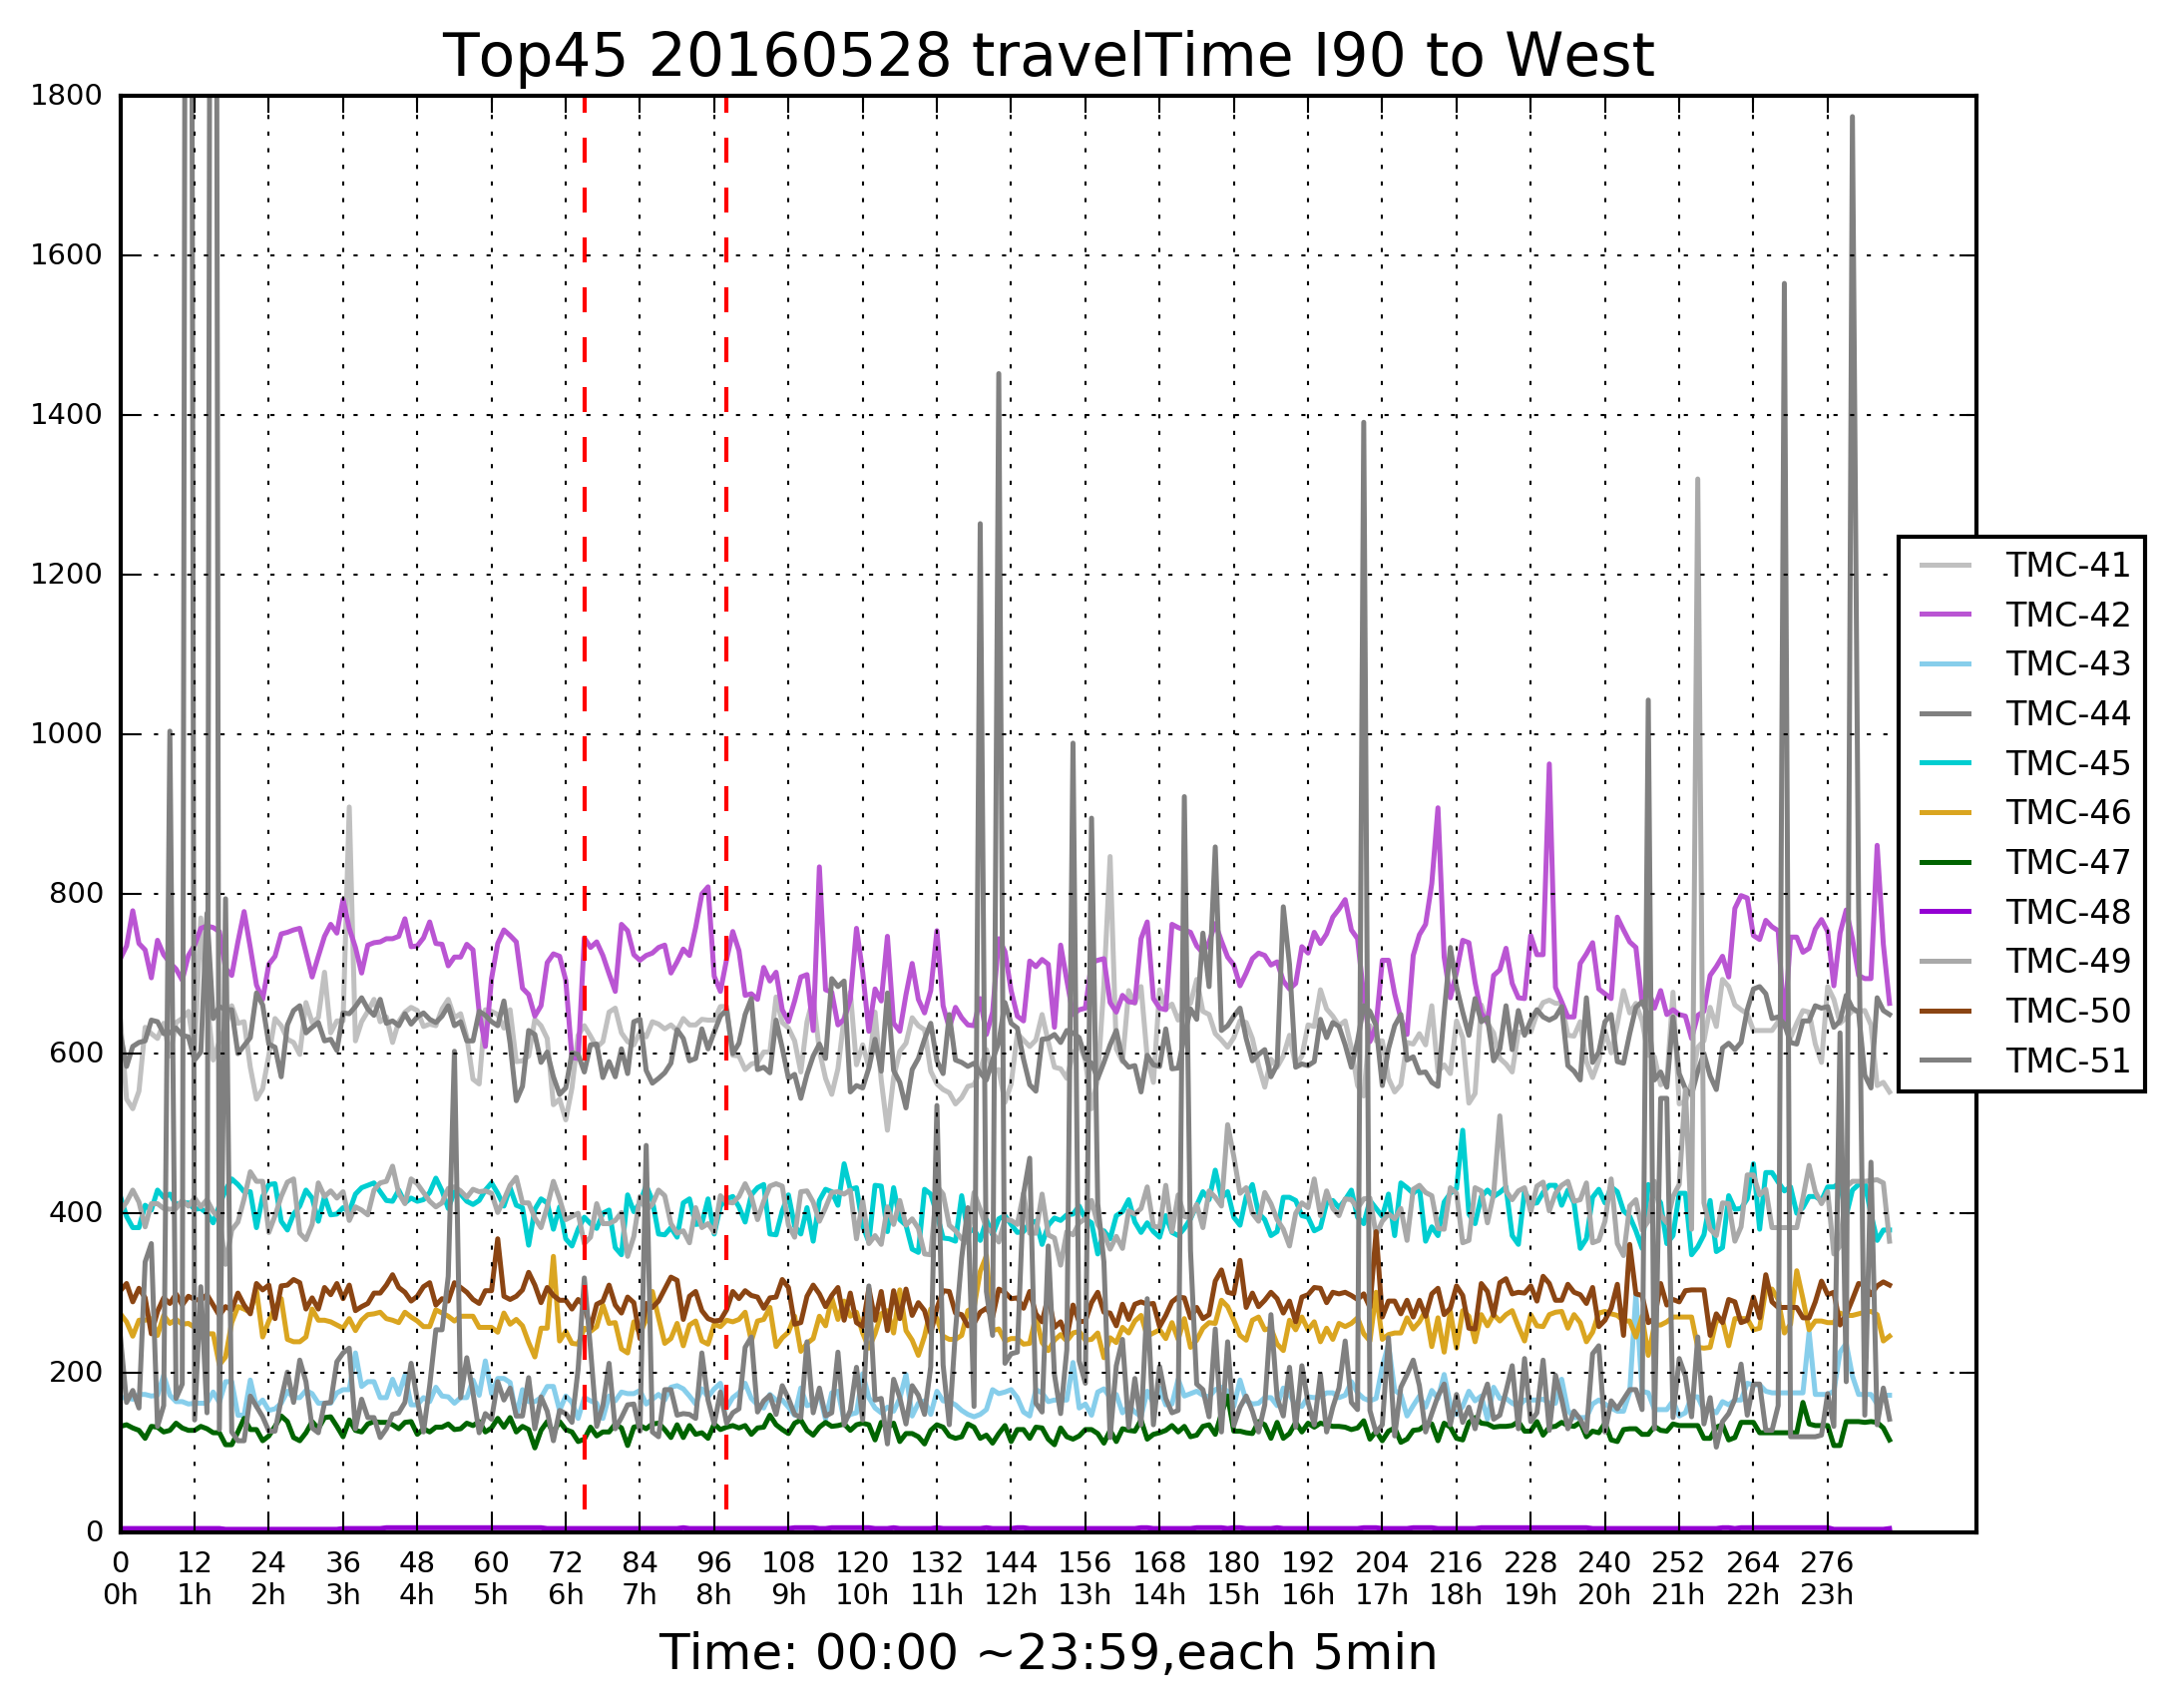 Top45 20160528 travelTime I90 to West
1800
1600
1400
1200
1000
800
600
400
200
0
TMC-41
TMC-42
TMC-43
TMC-44
TMC-45
TMC-46
TMC-47
TMC-48
TMC-49
TMC-50
TMC-51
0 12 24 36 48 60 72 84 96 108 120 132 144 156 168 180 192 204 216 228 240 252 264 276
0h 1h 2h 3h 4h 5h 6h 7h 8h 9h 10h 11h 12h 13h 14h 15h 16h 17h 18h 19h 20h 21h 22h 23h
Time: 00:00 ~23:59,each 5min